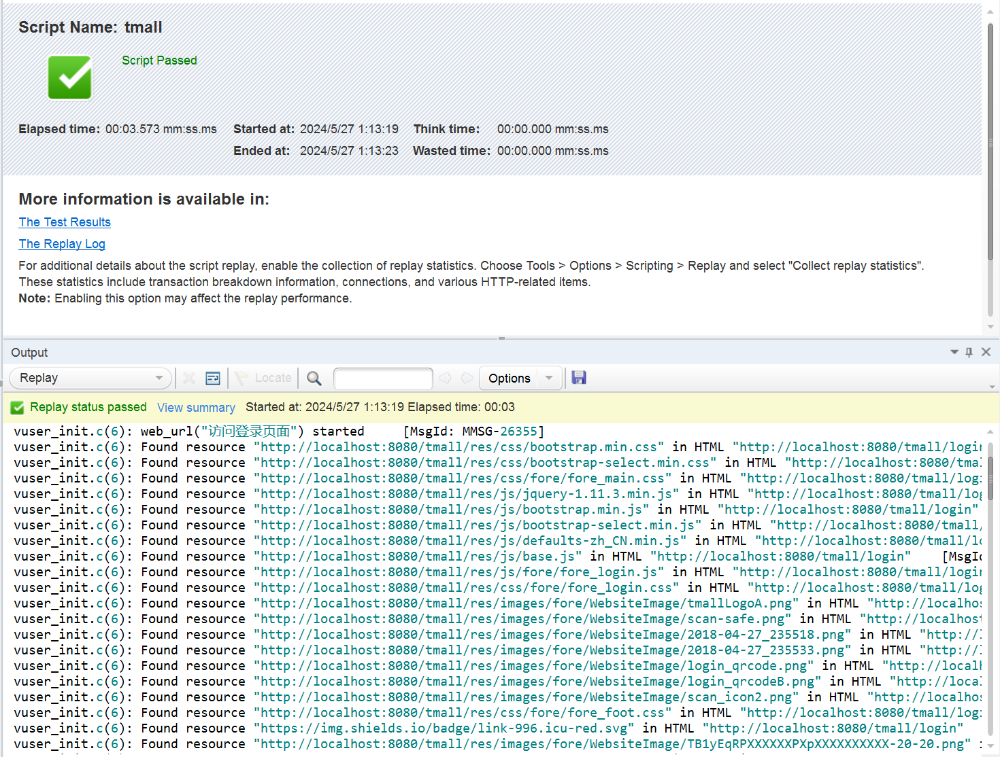 Script Name: tmall
Script Passed
Elapsed time: 00:03.573 mm:ss.ms Started at: 2024/5/27 1:13:19 Think time: 00:00.000 mm:ss.ms
Ended at: 2024/5/27 1:13:23 Wasted time: 00:00.000 mm:ss.ms
More information is available in:
The Test Results
The Replay Log
For additional details about the script replay, enable the collection of replay statistics. Choose Tools > Options > Scripting > Replay and select "Collect replay statistics".
These statistics include transaction breakdown information, connections, and various HTTP-related items.
Note: Enabling this option may affect the replay performance.
Output
Replay Locate Options
Replay status passed View summary Started at: 2024/5/27 1:13:19 Elapsed time: 00:03
vuser_init.c(6): web_url("访问登录页面") started [MsgId: MMSG-26355]
vuser_init.c(6): Found resource "http://localhost:8080/tmall/res/css/bootstrap.min.css" in HTML "http://localhost:8080/tmall/login
vuser_init.c(6): Found resource "http://localhost:8080/tmall/res/css/bootstrap-select.min.css" in HTML "http://localhost:8080/tmal
vuser_init.c(6): Found resource "http://localhost:8080/tmall/res/css/fore/fore_main.css" in HTML "http://localhost:8080/tmall/logi
vuser_init.c(6): Found resource "http://localhost:8080/tmall/res/js/jquery-1.11.3.min.js" in HTML "http://localhost:8080/tmall/log
vuser_init.c(6): Found resource "http://localhost:8080/tmall/res/js/bootstrap.min.js" in HTML "http://localhost:8080/tmall/login"
vuser_init.c(6): Found resource "http://localhost:8080/tmall/res/js/bootstrap-select.min.js" in HTML "http://localhost:8080/tmall/
vuser_init.c(6): Found resource "http://localhost:8080/tmall/res/js/defaults-zh_CN.min.js" in HTML "http://localhost:8080/tmall/lo
vuser_init.c(6): Found resource "http://localhost:8080/tmall/res/js/base.js" in HTML "http://localhost:8080/tmall/login" [MsgId
vuser_init.c(6): Found resource "http://localhost:8080/tmall/res/js/fore/fore_login.js" in HTML "http://localhost:8080/tmall/login
vuser_init.c(6): Found resource "http://localhost:8080/tmall/res/css/fore/fore_login.css" in HTML "http://localhost:8080/tmall/log
vuser_init.c(6): Found resource "http://localhost:8080/tmall/res/images/fore/WebsiteImage/tmallLogoA.png" in HTML "http://localhos
vuser_init.c(6): Found resource "http://localhost:8080/tmall/res/images/fore/WebsiteImage/scan-safe.png" in HTML "http://localhost
vuser_init.c(6): Found resource "http://localhost:8080/tmall/res/images/fore/WebsiteImage/2018-04-27_235518.png" in HTML "http://l
vuser_init.c(6): Found resource "http://localhost:8080/tmall/res/images/fore/WebsiteImage/2018-04-27_235533.png" in HTML "http://l
vuser_init.c(6): Found resource "http://localhost:8080/tmall/res/images/fore/WebsiteImage/login_qrcode.png" in HTML "http://localh
vuser_init.c(6): Found resource "http://localhost:8080/tmall/res/images/fore/WebsiteImage/login_qrcodeB.png" in HTML "http://local
vuser_init.c(6): Found resource "http://localhost:8080/tmall/res/images/fore/WebsiteImage/scan_icon2.png" in HTML "http://localhos
vuser_init.c(6): Found resource "http://localhost:8080/tmall/res/css/fore/fore_foot.css" in HTML "http://localhost:8080/tmall/logi
vuser_init.c(6): Found resource "https://img.shields.io/badge/link-996.icu-red.svg" in HTML "http://localhost:8080/tmall/login"
vuser_init.c(6): Found resource "http://localhost:8080/tmall/res/images/fore/WebsiteImage/TB1yEqRPXXXXXXPXpXXXXXXXXXX-20-20.png" i